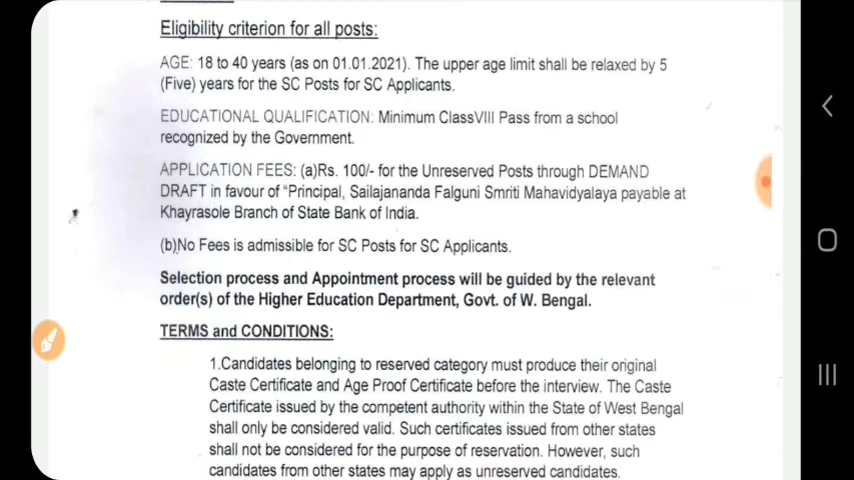 Eligibility criterion for all posts:
AGE: 18 to 40 years (as on 01.01.2021). The upper age limit shall be relaxed by 5
(Five) years for the SC Posts for SC Applicants.
EDUCATIONAL QUALIFICATION: Minimum ClassVIII Pass from a school
recognized by the Government.
APPLICATION FEES: (a)Rs. 100/- for the Unreserved Posts through DEMAND
DRAFT in favour of “Principal, Sailajananda Falguni Smriti Mahavidyalaya payable at
Khayrasole Branch of State Bank of India.
(b)No Fees is admissible for SC Posts for SC Applicants.
Selection process and Appointment process will be guided by the relevant
order(s) of the Higher Education Department, Govt. of W. Bengal.
TERMS and CONDITIONS:
1.Candidates belonging to reserved category must produce their original
Caste Certificate and Age Proof Certificate before the interview. The Caste
Certificate issued by the competent authority within the State of West Bengal
shall only be considered valid. Such certificates issued from other states
shall not be considered for the purpose of reservation. However, such
candidates from other states may apply as unreserved candidates.